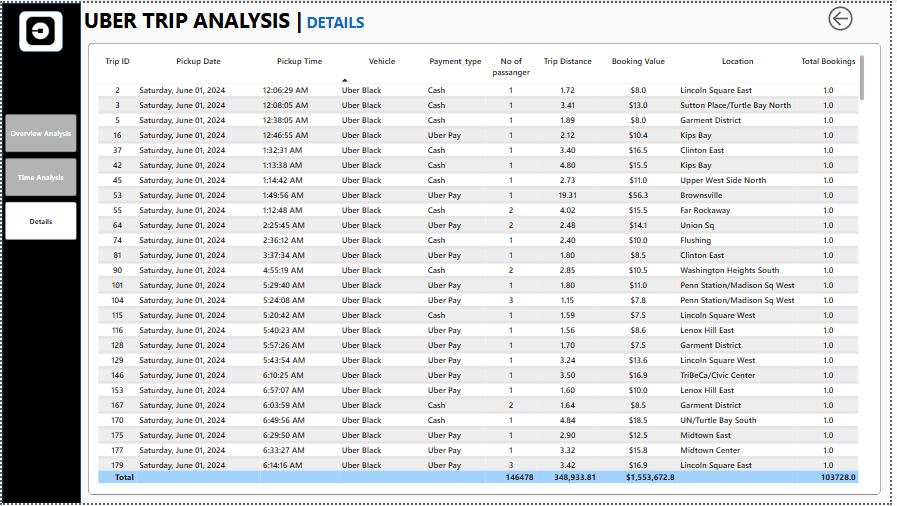 UBER TRIP ANALYSIS | DETAILS
Overview Analysis
Time Analysis
Details
Trip ID Pickup Date Pickup Time Vehicle Payment_type No of passanger Trip Distance Booking Value Location Total Bookings
2 Saturday, June 01, 2024 12:06:29 AM Uber Black Cash 1 1.72 $8.0 Lincoln Square East 1.0
3 Saturday, June 01, 2024 12:08:05 AM Uber Black Cash 1 3.41 $13.0 Sutton Place/Turtle Bay North 1.0
5 Saturday, June 01, 2024 12:38:05 AM Uber Black Cash 1 1.89 $8.0 Garment District 1.0
16 Saturday, June 01, 2024 12:46:55 AM Uber Black Uber Pay 1 2.12 $10.4 Kips Bay 1.0
37 Saturday, June 01, 2024 1:32:31 AM Uber Black Cash 1 3.40 $16.5 Clinton East 1.0
42 Saturday, June 01, 2024 1:13:38 AM Uber Black Cash 1 4.80 $15.5 Kips Bay 1.0
45 Saturday, June 01, 2024 1:14:42 AM Uber Black Cash 1 2.73 $11.0 Upper West Side North 1.0
53 Saturday, June 01, 2024 1:49:56 AM Uber Black Uber Pay 1 19.31 $56.3 Brownsville 1.0
55 Saturday, June 01, 2024 1:12:48 AM Uber Black Cash 2 4.02 $15.5 Far Rockaway 1.0
64 Saturday, June 01, 2024 2:25:45 AM Uber Black Uber Pay 2 2.48 $14.1 Union Sq 1.0
74 Saturday, June 01, 2024 2:36:12 AM Uber Black Cash 1 2.40 $10.0 Flushing 1.0
81 Saturday, June 01, 2024 3:37:34 AM Uber Black Uber Pay 1 1.80 $8.5 Clinton East 1.0
90 Saturday, June 01, 2024 4:55:19 AM Uber Black Cash 2 2.85 $10.5 Washington Heights South 1.0
101 Saturday, June 01, 2024 5:29:40 AM Uber Black Uber Pay 1 1.80 $11.0 Penn Station/Madison Sq West 1.0
104 Saturday, June 01, 2024 5:24:08 AM Uber Black Uber Pay 3 1.15 $7.8 Penn Station/Madison Sq West 1.0
115 Saturday, June 01, 2024 5:20:42 AM Uber Black Cash 1 1.59 $7.5 Lincoln Square West 1.0
116 Saturday, June 01, 2024 5:40:23 AM Uber Black Uber Pay 1 1.56 $8.6 Lenox Hill East 1.0
128 Saturday, June 01, 2024 5:57:26 AM Uber Black Uber Pay 1 1.70 $7.5 Garment District 1.0
129 Saturday, June 01, 2024 5:43:54 AM Uber Black Uber Pay 1 3.24 $13.6 Lincoln Square West 1.0
146 Saturday, June 01, 2024 6:10:25 AM Uber Black Uber Pay 1 3.50 $16.9 TriBeCa/Civic Center 1.0
153 Saturday, June 01, 2024 6:57:07 AM Uber Black Uber Pay 1 1.60 $10.0 Lenox Hill East 1.0
167 Saturday, June 01, 2024 6:03:59 AM Uber Black Cash 2 1.64 $8.5 Garment District 1.0
170 Saturday, June 01, 2024 6:49:56 AM Uber Black Cash 1 4.84 $18.5 UN/Turtle Bay South 1.0
175 Saturday, June 01, 2024 6:29:50 AM Uber Black Uber Pay 1 2.90 $12.5 Midtown East 1.0
177 Saturday, June 01, 2024 6:33:27 AM Uber Black Uber Pay 1 3.32 $15.8 Midtown Center 1.0
179 Saturday, June 01, 2024 6:14:16 AM Uber Black Uber Pay 3 3.42 $16.9 Lincoln Square East 1.0
Total 146478 348,933.81 $1,553,672.8 103728.0